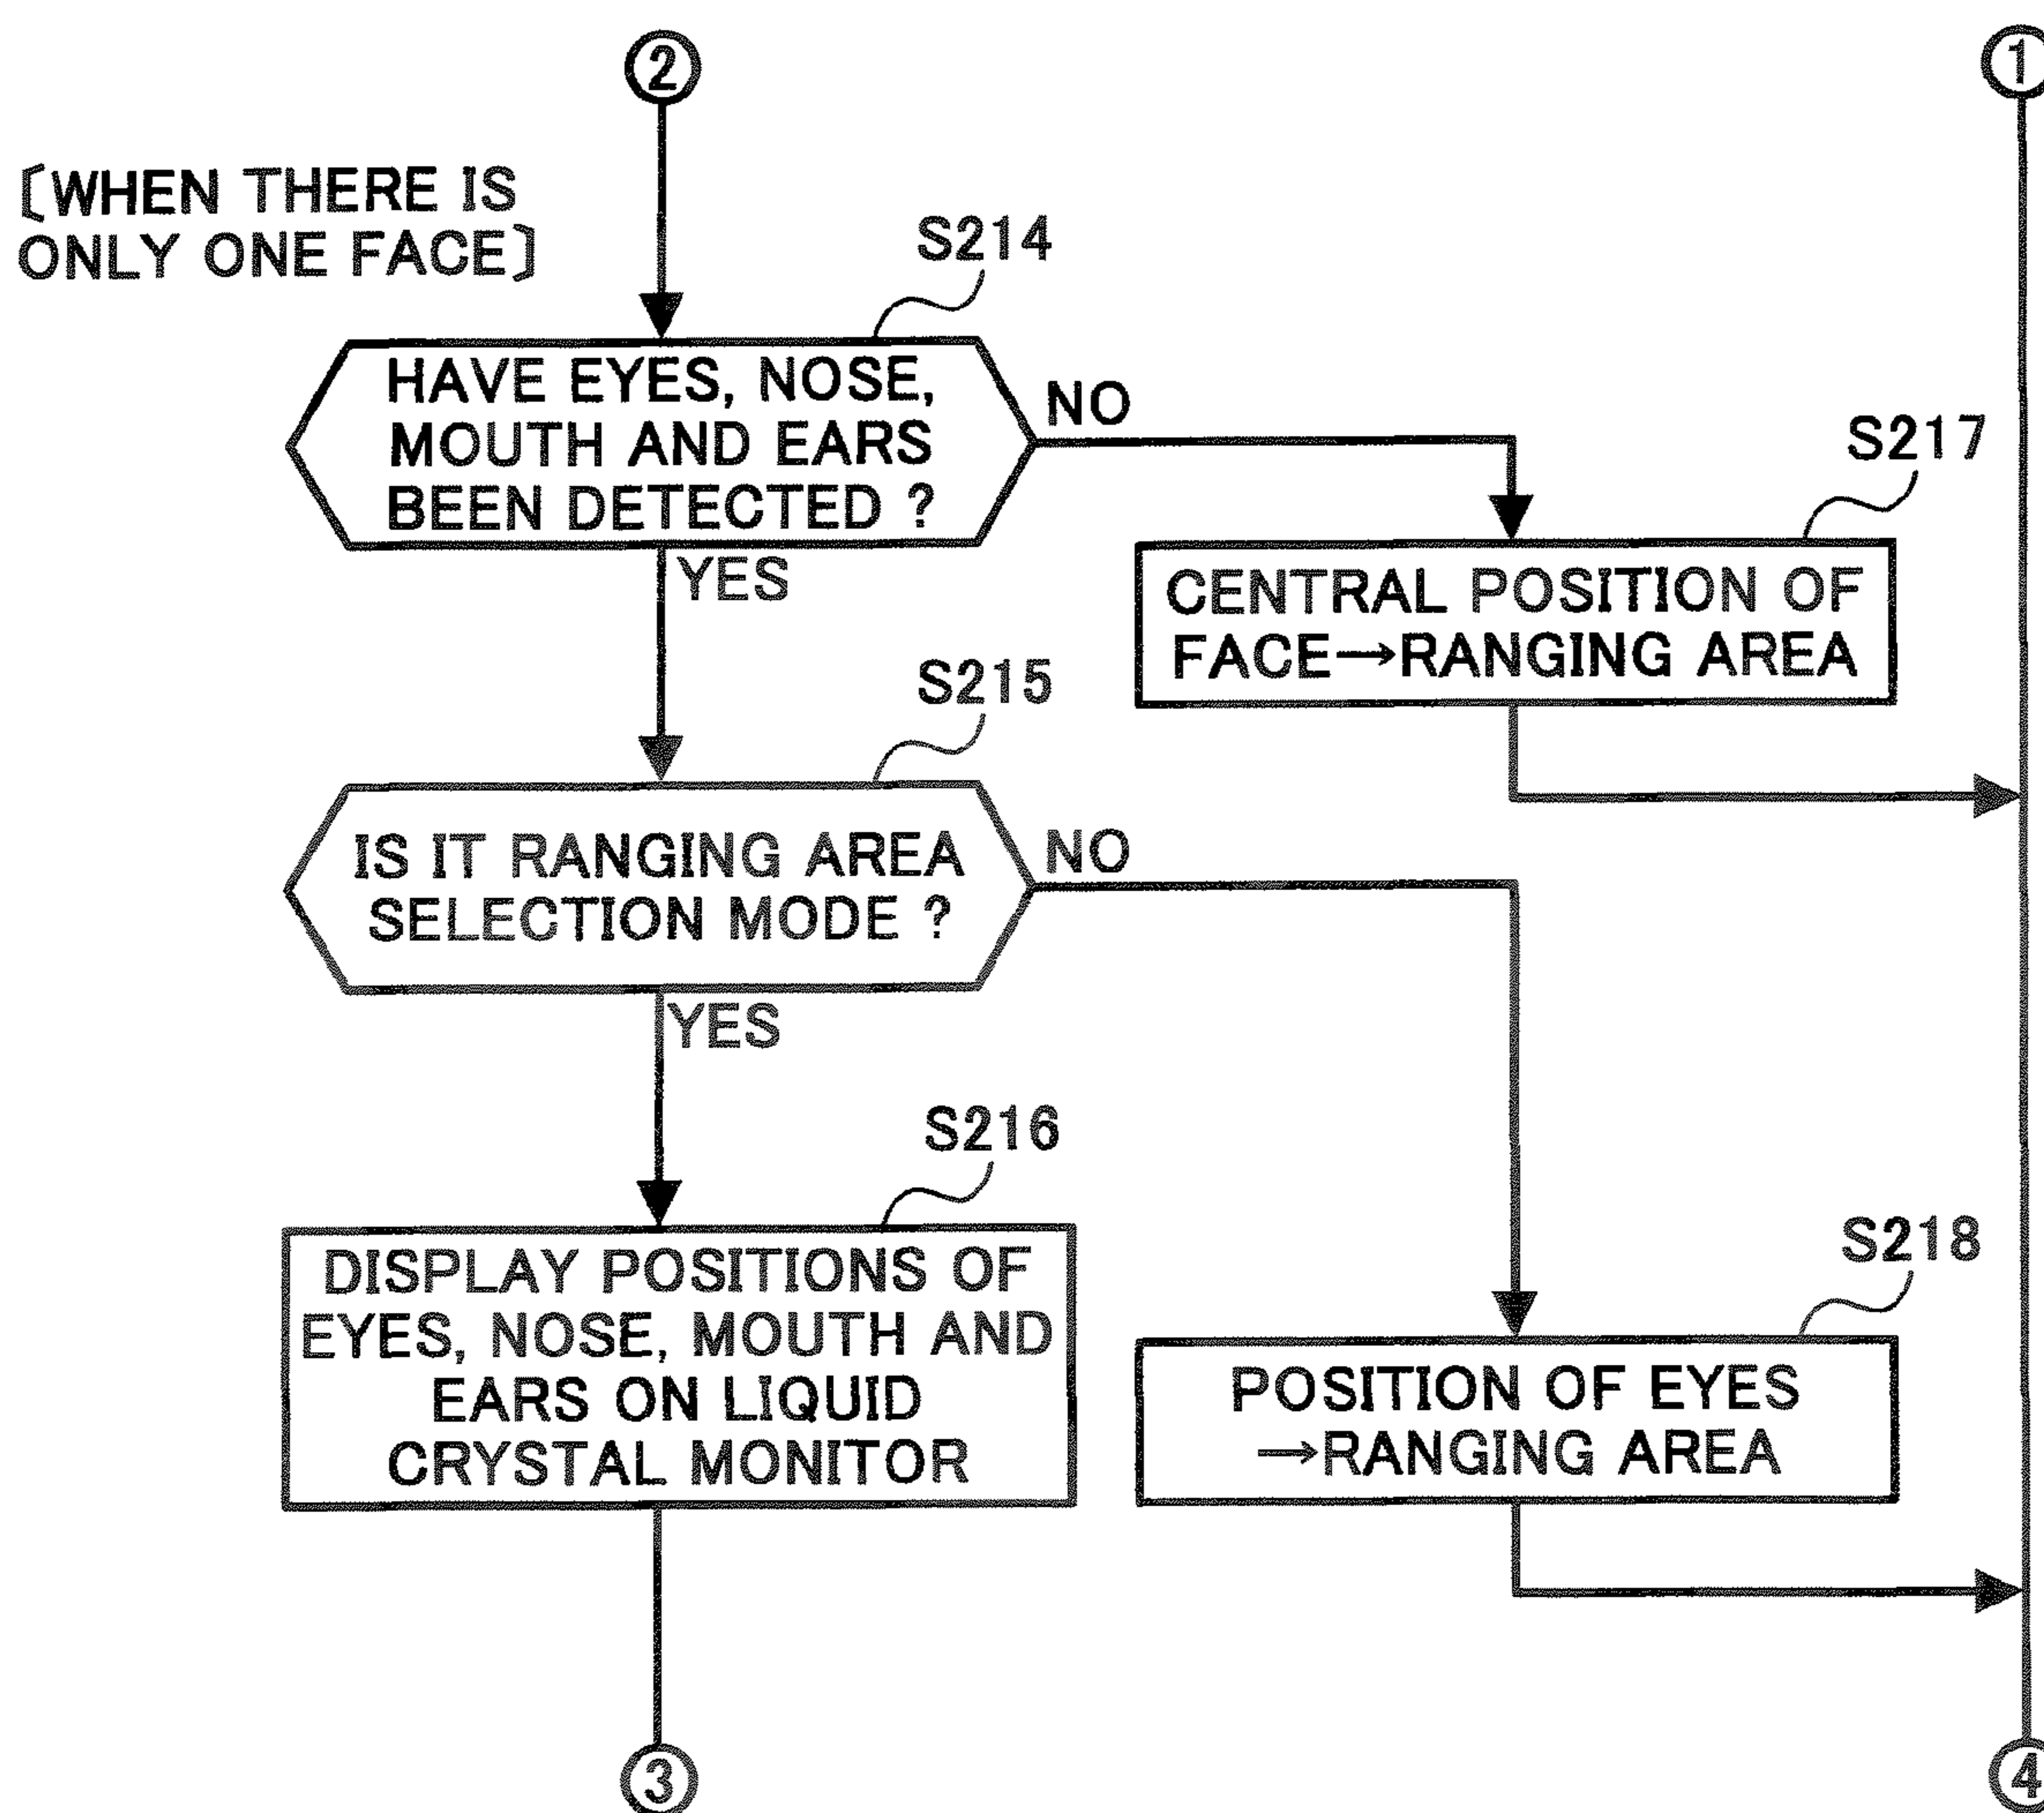 ② ①
〔WHEN THERE IS
ONLY ONE FACE〕
S214
HAVE EYES, NOSE,
MOUTH AND EARS
BEEN DETECTED ?
NO
YES
S217
CENTRAL POSITION OF
FACE→RANGING AREA
S215
IS IT RANGING AREA
SELECTION MODE ?
NO
YES
S216
DISPLAY POSITIONS OF
EYES, NOSE, MOUTH AND
EARS ON LIQUID
CRYSTAL MONITOR
S218
POSITION OF EYES
→RANGING AREA
③ ④